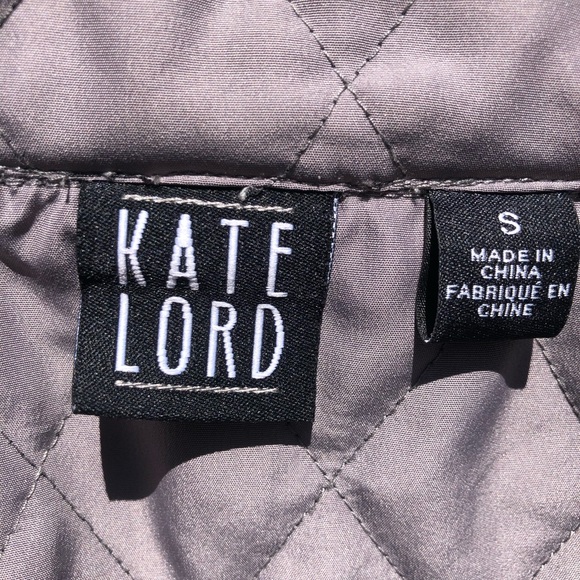 KATE
LORD
S
MADE IN
CHINA
FABRIQUÉ EN
CHINE